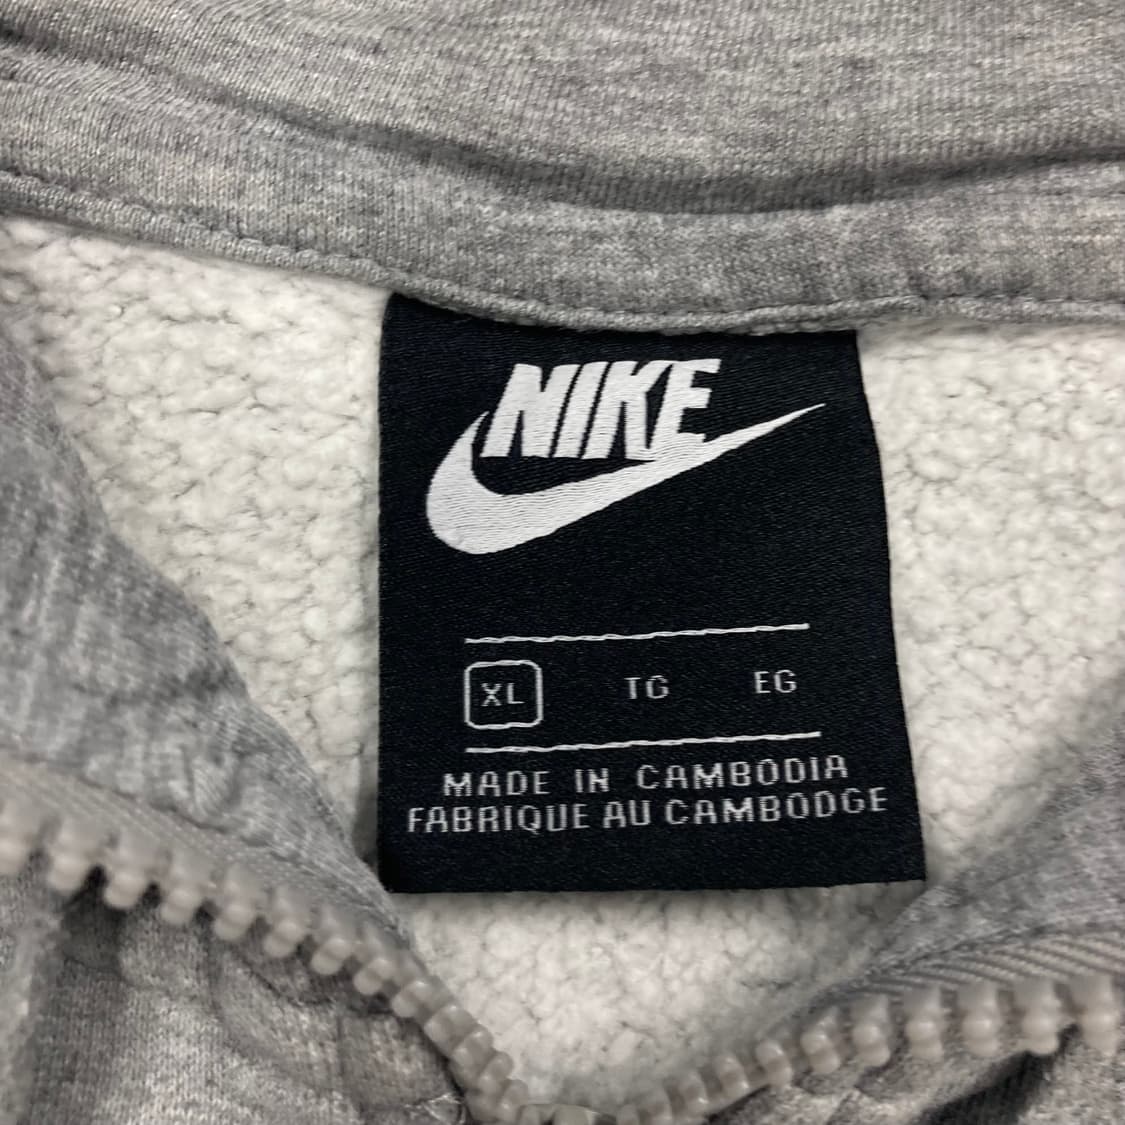 NIKE
XL TG EG
MADE IN CAMBODIA
FABRIQUE AU CAMBODGE